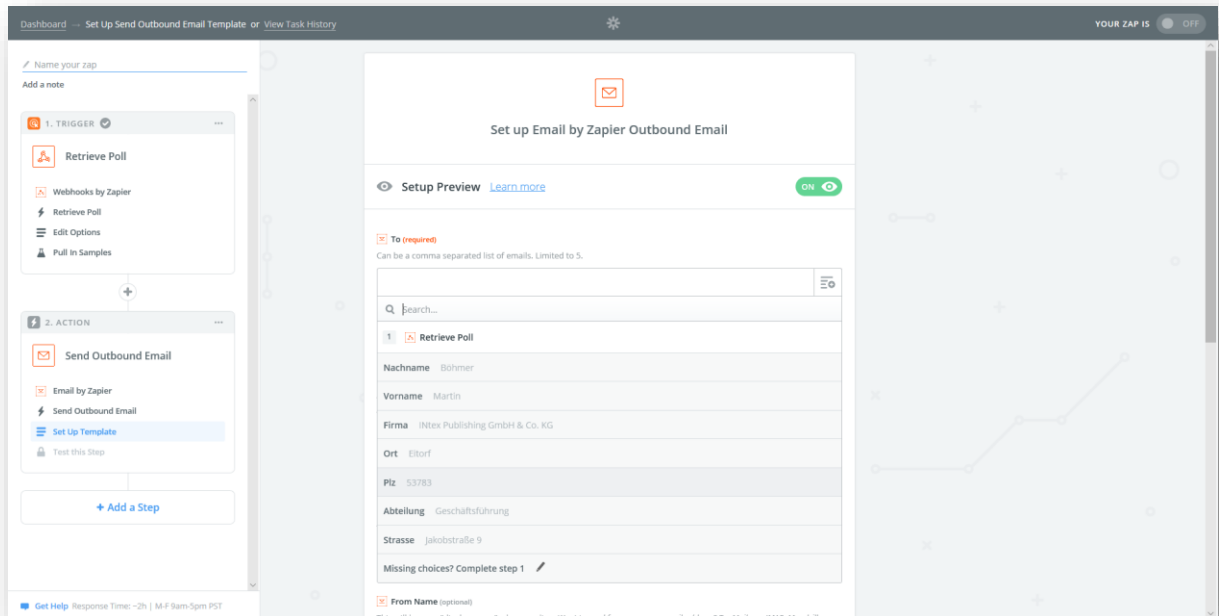 Dashboard → Set Up Send Outbound Email Template or View Task History
YOUR ZAP IS OFF
Name your zap
Add a note
1. TRIGGER
Retrieve Poll
Webhooks by Zapier
Retrieve Poll
Edit Options
Pull In Samples
2. ACTION
Send Outbound Email
Email by Zapier
Send Outbound Email
Set Up Template
Test this Step
+ Add a Step
Get Help Response Time: ~2h | M-F 9am-5pm PST
Set up Email by Zapier Outbound Email
Setup Preview Learn more ON
To (required)
Can be a comma separated list of emails. Limited to 5.
Search...
1 Retrieve Poll
Nachname Böhmer
Vorname Martin
Firma iNtex Publishing GmbH & Co. KG
Ort Eitorf
Plz 53783
Abteilung Geschäftsführung
Strasse Jakobstraße 9
Missing choices? Complete step 1
From Name (optional)